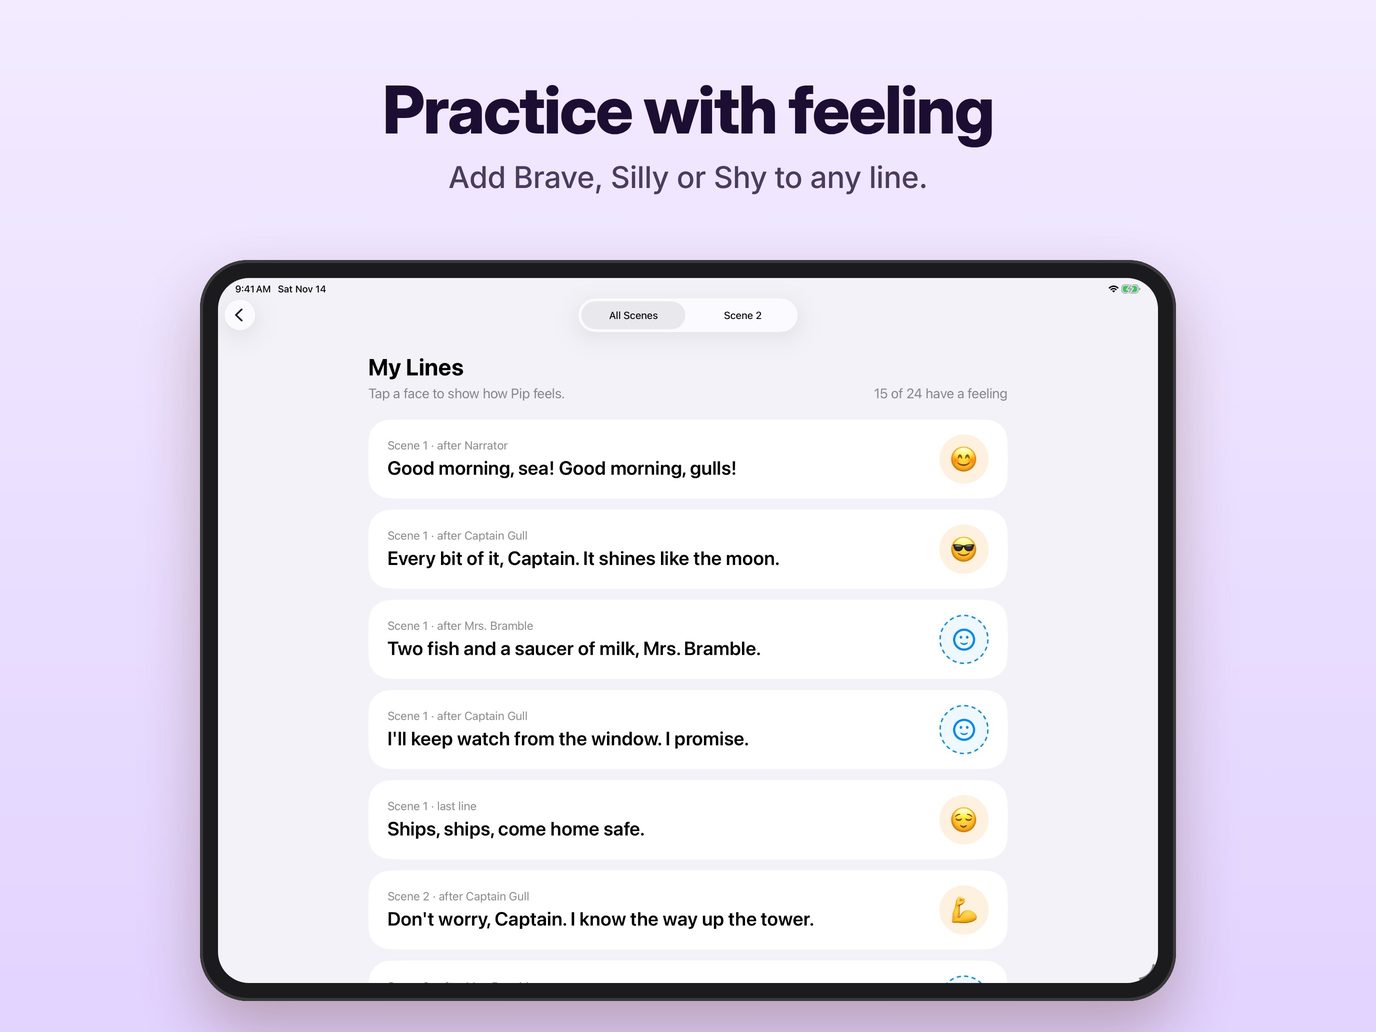 Practice with feeling
Add Brave, Silly or Shy to any line.
9:41 AM Sat Nov 14
All Scenes
Scene 2
My Lines
Tap a face to show how Pip feels.
15 of 24 have a feeling
Scene 1 · after Narrator
Good morning, sea! Good morning, gulls!
Scene 1 · after Captain Gull
Every bit of it, Captain. It shines like the moon.
Scene 1 · after Mrs. Bramble
Two fish and a saucer of milk, Mrs. Bramble.
Scene 1 · after Captain Gull
I'll keep watch from the window. I promise.
Scene 1 · last line
Ships, ships, come home safe.
Scene 2 · after Captain Gull
Don't worry, Captain. I know the way up the tower.